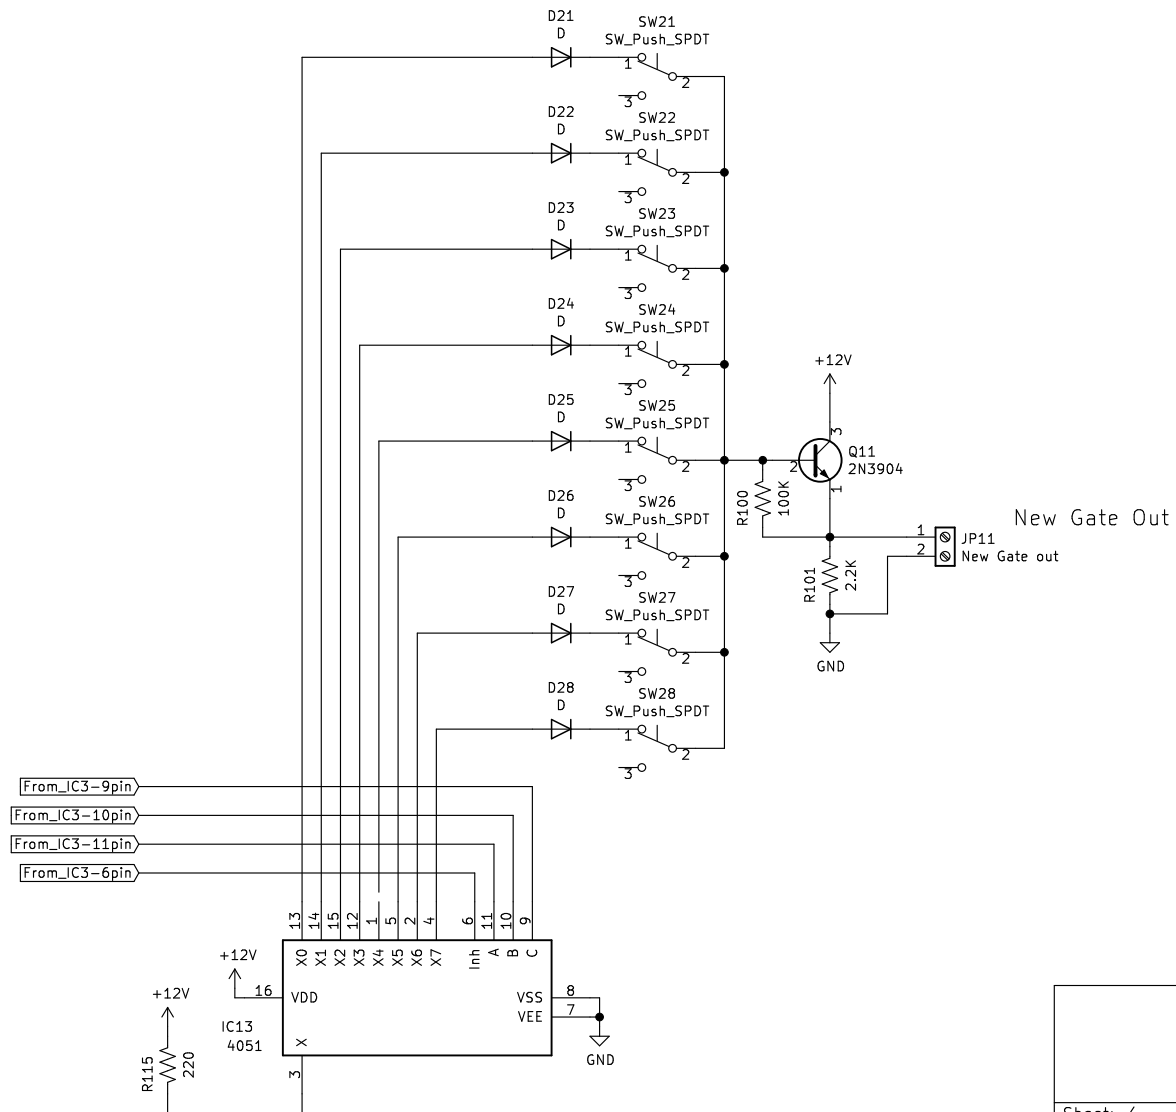 D21
D
SW21
SW_Push_SPDT
1
2
3
D22
D
SW22
SW_Push_SPDT
1
2
3
D23
D
SW23
SW_Push_SPDT
1
2
3
D24
D
SW24
SW_Push_SPDT
1
2
3
D25
D
SW25
SW_Push_SPDT
1
2
3
D26
D
SW26
SW_Push_SPDT
1
2
3
D27
D
SW27
SW_Push_SPDT
1
2
3
D28
D
SW28
SW_Push_SPDT
1
2
3
+12V
3
Q11
2N3904
2
1
R100
100K
New Gate Out
1
JP11
2
New Gate out
R101
2.2K
GND
From_IC3-9pin
From_IC3-10pin
From_IC3-11pin
From_IC3-6pin
13 14 15 12 1 5 2 4 6 11 10 9
X0 X1 X2 X3 X4 X5 X6 X7 Inh A B C
+12V
16 VDD
VSS 8
VEE 7
GND
IC13
4051
X
3
+12V
R115
220